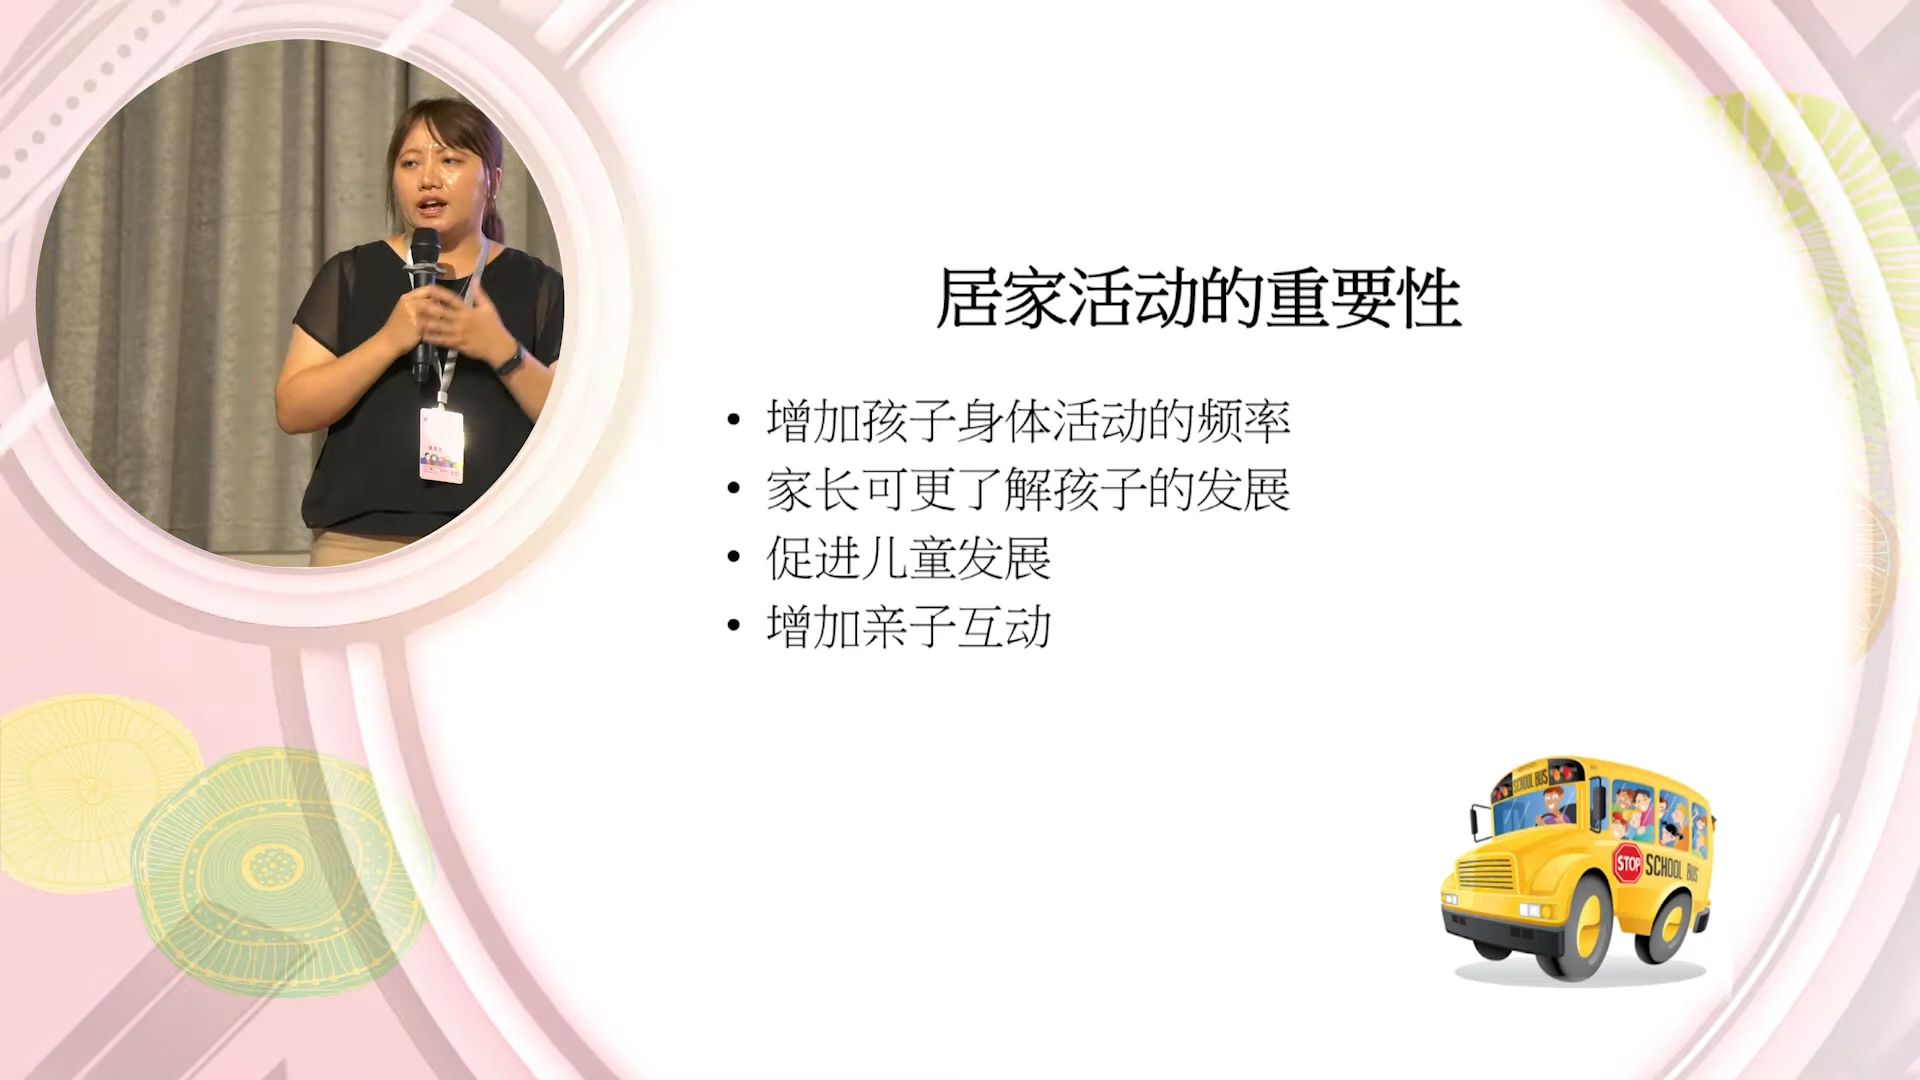 居家活动的重要性
• 增加孩子身体活动的频率
• 家长可更了解孩子的发展
• 促进儿童发展
• 增加亲子互动
SCHOOL BUS
STOP SCHOOL BUS